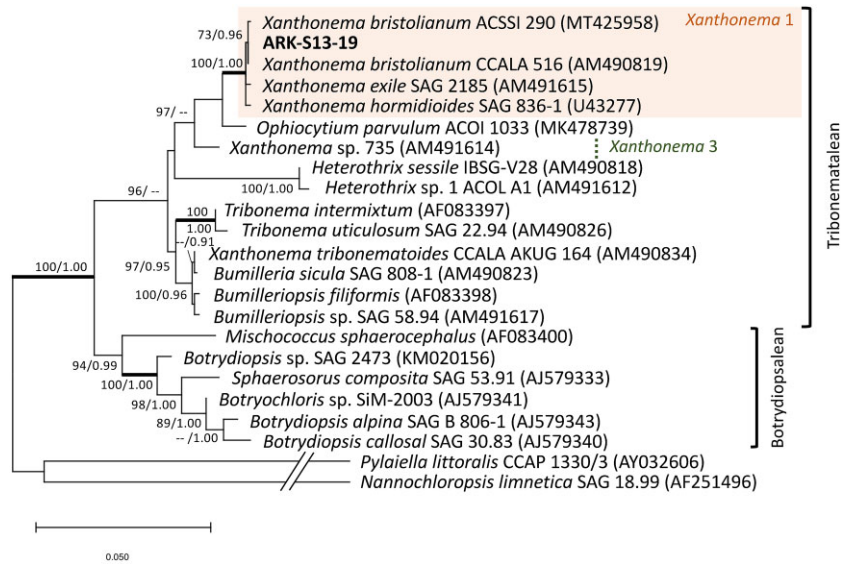 73/0.96
Xanthonema bristolianum ACSSI 290 (MT425958)
Xanthonema 1
ARK-S13-19
100/1.00
Xanthonema bristolianum CCALA 516 (AM490819)
Xanthonema exile SAG 2185 (AM491615)
Xanthonema hormidioides SAG 836-1 (U43277)
97/ --
Ophiocytium parvulum ACOI 1033 (MK478739)
Xanthonema sp. 735 (AM491614)
Xanthonema 3
Heterothrix sessile IBSG-V28 (AM490818)
96/ --
100/1.00
Heterothrix sp. 1 ACOL A1 (AM491612)
100
Tribonema intermixtum (AF083397)
1.00
Tribonema uticulosum SAG 22.94 (AM490826)
--/0.91
Xanthonema tribonematoides CCALA AKUG 164 (AM490834)
100/1.00
97/0.95
Bumilleria sicula SAG 808-1 (AM490823)
100/0.96
Bumilleriopsis filiformis (AF083398)
Bumilleriopsis sp. SAG 58.94 (AM491617)
Tribonematalean
Mischococcus sphaerocephalus (AF083400)
94/0.99
Botrydiopsis sp. SAG 2473 (KM020156)
100/1.00
Sphaerosorus composita SAG 53.91 (AJ579333)
98/1.00
Botryochloris sp. SiM-2003 (AJ579341)
89/1.00
Botrydiopsis alpina SAG B 806-1 (AJ579343)
-- /1.00
Botrydiopsis callosal SAG 30.83 (AJ579340)
Botrydiopsalean
Pylaiella littoralis CCAP 1330/3 (AY032606)
Nannochloropsis limnetica SAG 18.99 (AF251496)
0.050